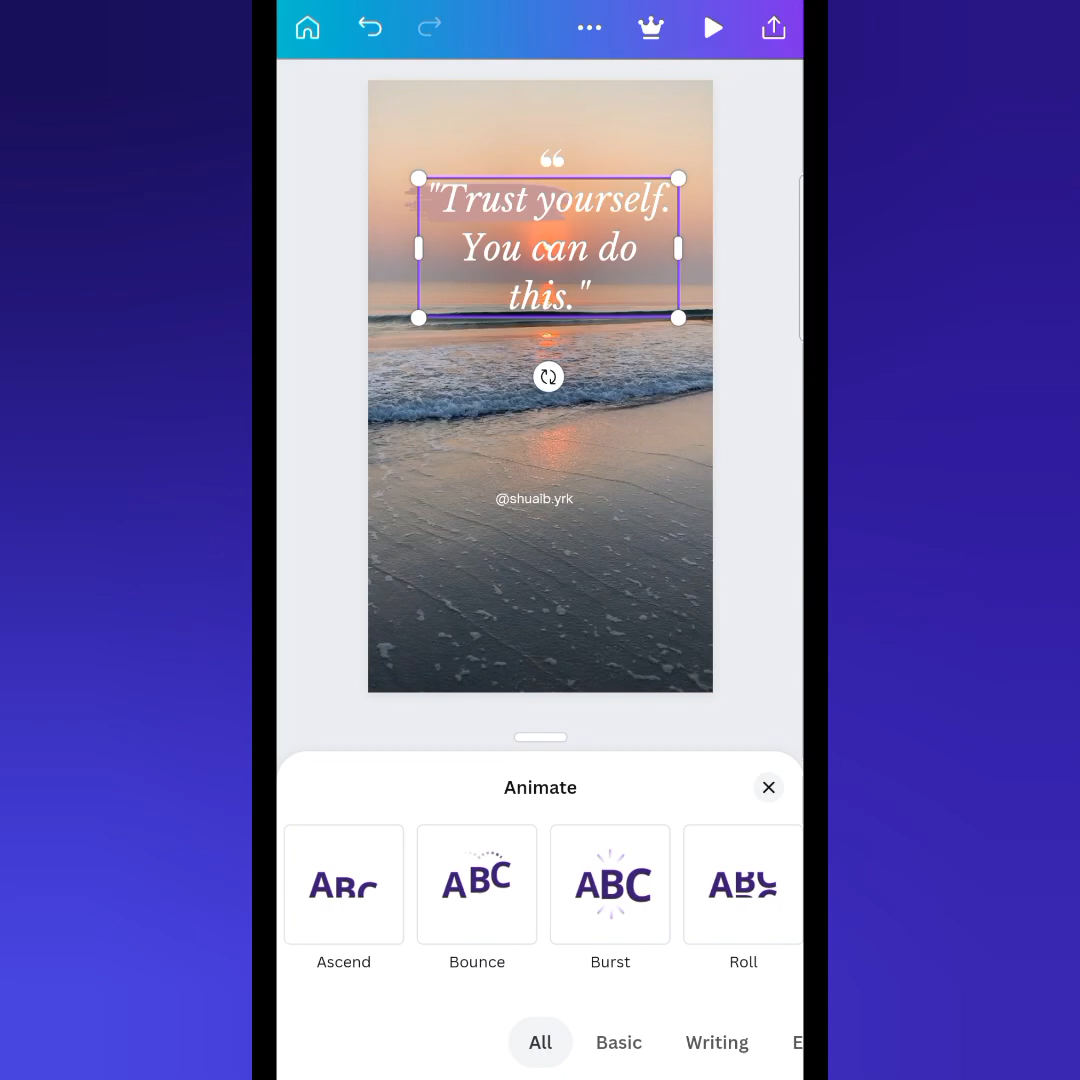 ❝
"Trust yourself.
You can do
this."
@shuaib.yrk
Animate
ABC ABC ABC ABC
Ascend Bounce Burst Roll
All Basic Writing E